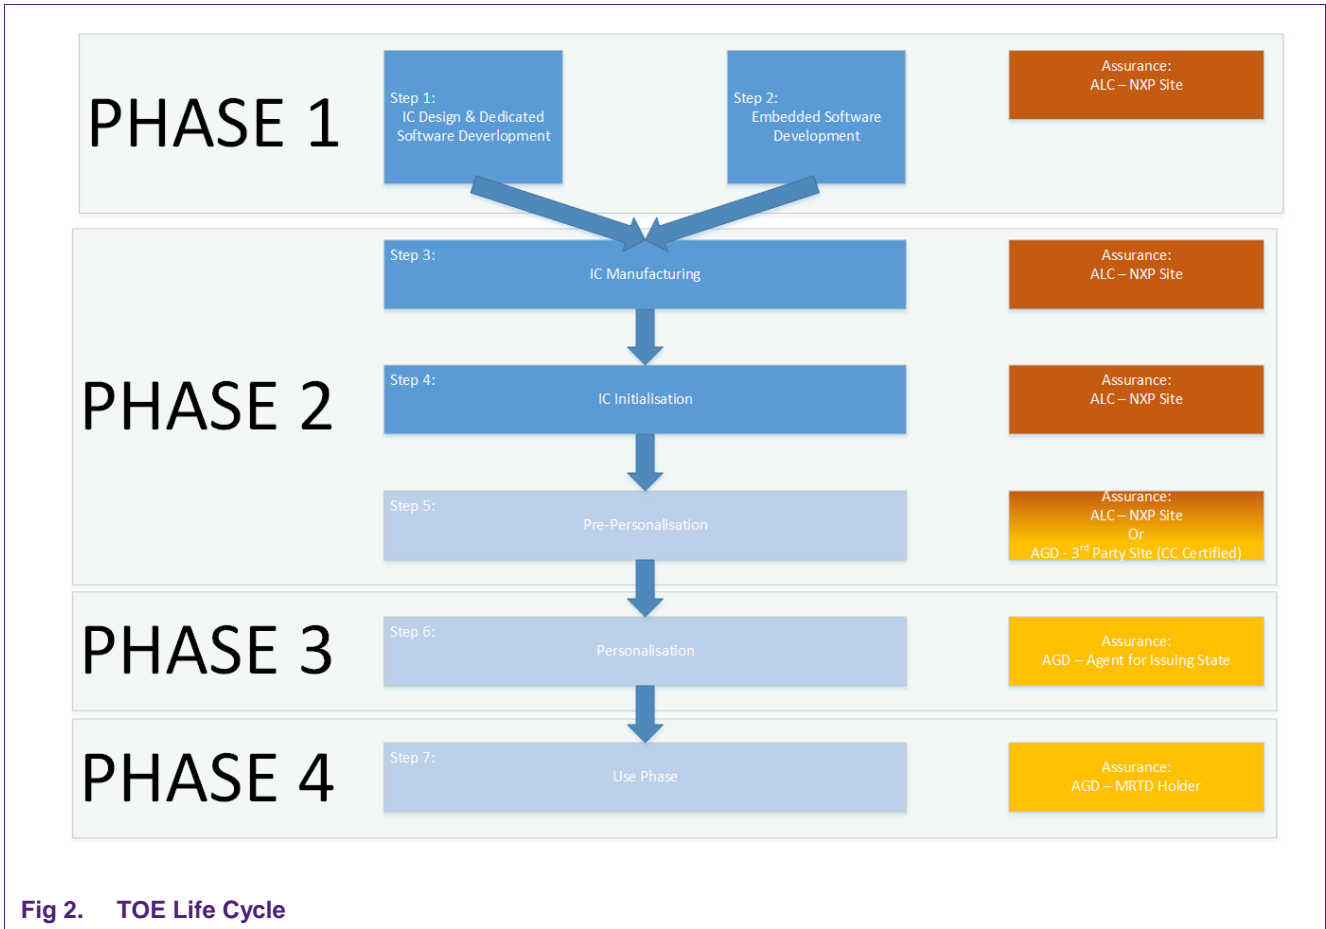 PHASE 1
Step 1:
IC Design & Dedicated
Software Deverlopment
Step 2:
Embedded Software
Development
Assurance:
ALC – NXP Site
PHASE 2
Step 3:
IC Manufacturing
Assurance:
ALC – NXP Site
Step 4:
IC Initialisation
Assurance:
ALC – NXP Site
Step 5:
Pre-Personalisation
Assurance:
ALC – NXP Site
Or
AGD - 3rd Party Site (CC Certified)
PHASE 3
Step 6:
Personalisation
Assurance:
AGD – Agent for Issuing State
PHASE 4
Step 7:
Use Phase
Assurance:
AGD – MRTD Holder
Fig 2. TOE Life Cycle